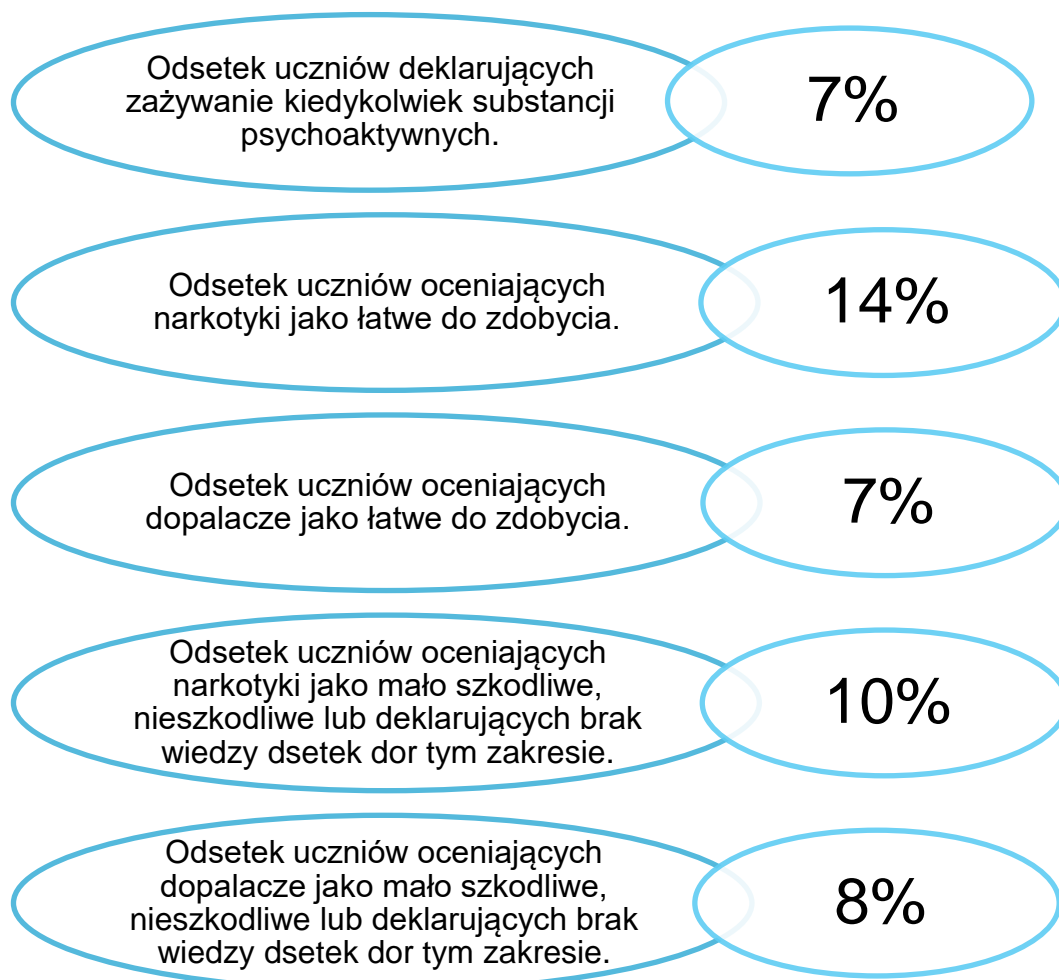 Odsetek uczniów deklarujących
zażywanie kiedykolwiek substancji
psychoaktywnych.
7%
Odsetek uczniów oceniających
narkotyki jako łatwe do zdobycia.
14%
Odsetek uczniów oceniających
dopalacze jako łatwe do zdobycia.
7%
Odsetek uczniów oceniających
narkotyki jako mało szkodliwe,
nieszkodliwe lub deklarujących brak
wiedzy dsetek dor tym zakresie.
10%
Odsetek uczniów oceniających
dopalacze jako mało szkodliwe,
nieszkodliwe lub deklarujących brak
wiedzy dsetek dor tym zakresie.
8%